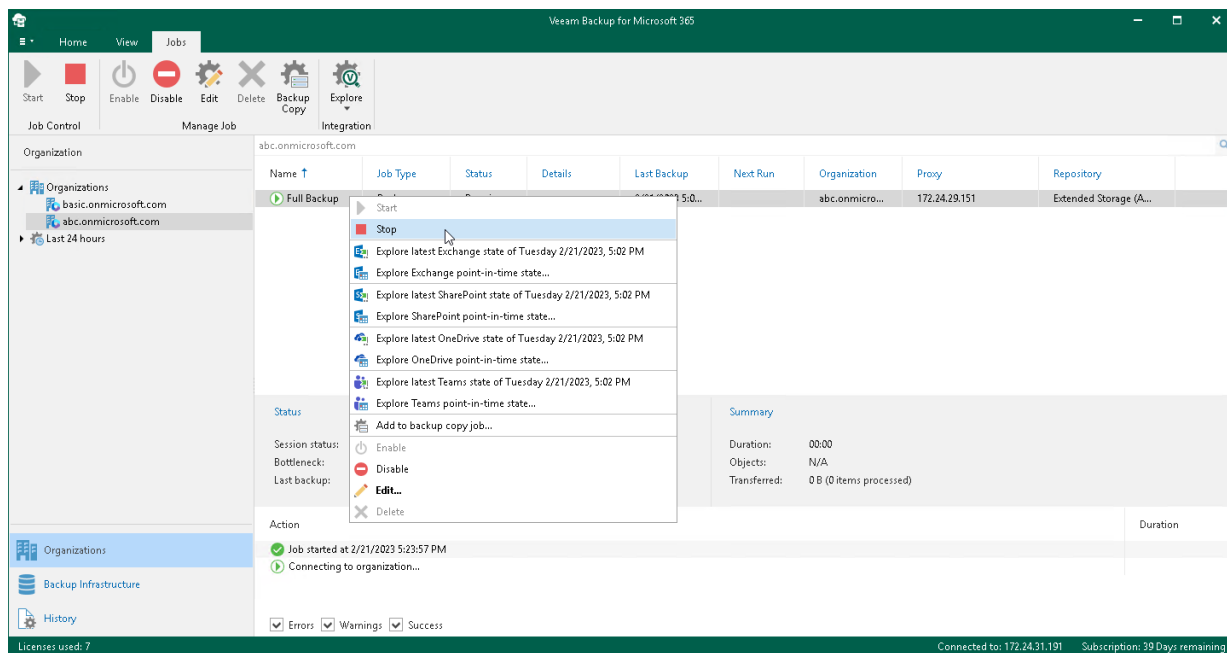 Veeam Backup for Microsoft 365
Home View Jobs
Start Stop Enable Disable Edit Delete Backup Copy Explore
Job Control Manage Job Integration
Organization
Organizations
basic.onmicrosoft.com
abc.onmicrosoft.com
Last 24 hours
Organizations
Backup Infrastructure
History
abc.onmicrosoft.com
Name ↑ Job Type Status Details Last Backup Next Run Organization Proxy Repository
Full Backup 5:0... abc.onmicro... 172.24.29.151 Extended Storage (A...
Start
Stop
Explore latest Exchange state of Tuesday 2/21/2023, 5:02 PM
Explore Exchange point-in-time state...
Explore latest SharePoint state of Tuesday 2/21/2023, 5:02 PM
Explore SharePoint point-in-time state...
Explore latest OneDrive state of Tuesday 2/21/2023, 5:02 PM
Explore OneDrive point-in-time state...
Explore latest Teams state of Tuesday 2/21/2023, 5:02 PM
Explore Teams point-in-time state...
Add to backup copy job...
Enable
Disable
Edit...
Delete
Status
Session status:
Bottleneck:
Last backup:
Summary
Duration: 00:00
Objects: N/A
Transferred: 0 B (0 items processed)
Action Duration
Job started at 2/21/2023 5:23:57 PM
Connecting to organization...
Errors Warnings Success
Licenses used: 7
Connected to: 172.24.31.191 Subscription: 39 Days remaining